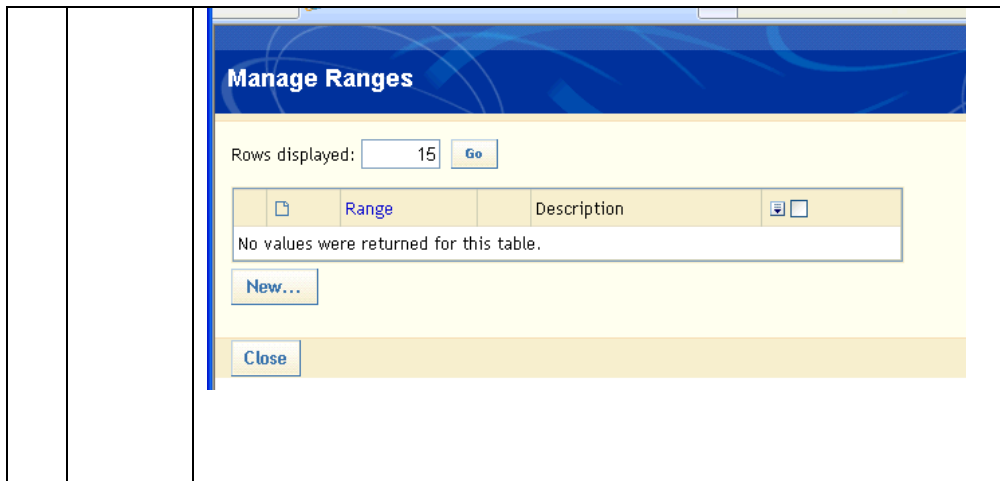 Manage Ranges
Rows displayed: 15 Go
Range Description
No values were returned for this table.
New...
Close